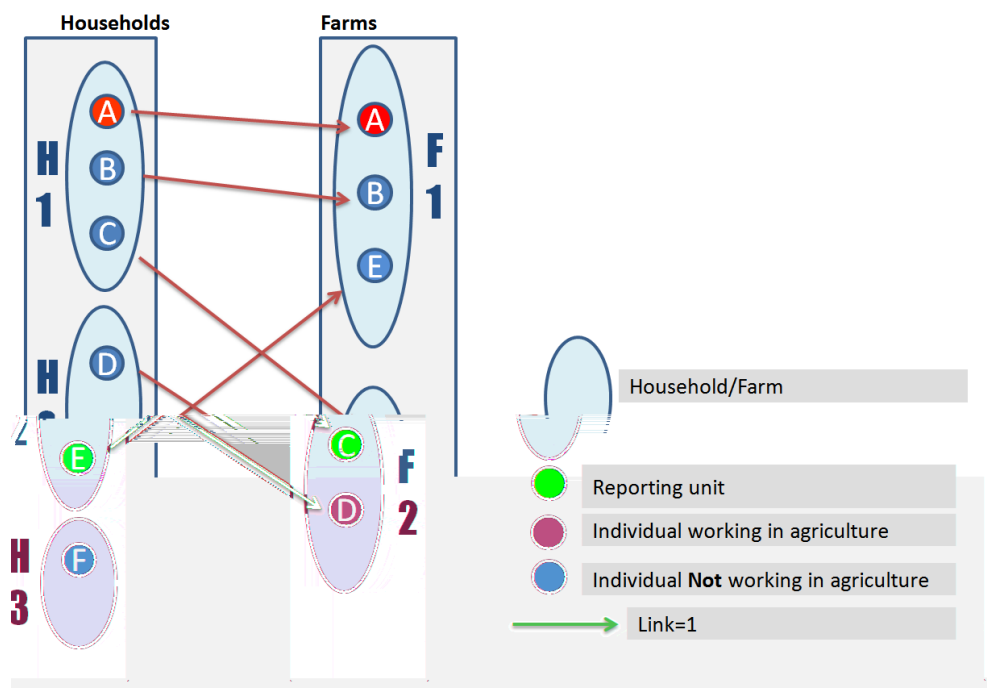 Households Farms
H
1
A
B
C
F
1
A
B
E
H
2
D
E
F
2
C
D
H
3
F
Household/Farm
Reporting unit
Individual working in agriculture
Individual Not working in agriculture
Link=1